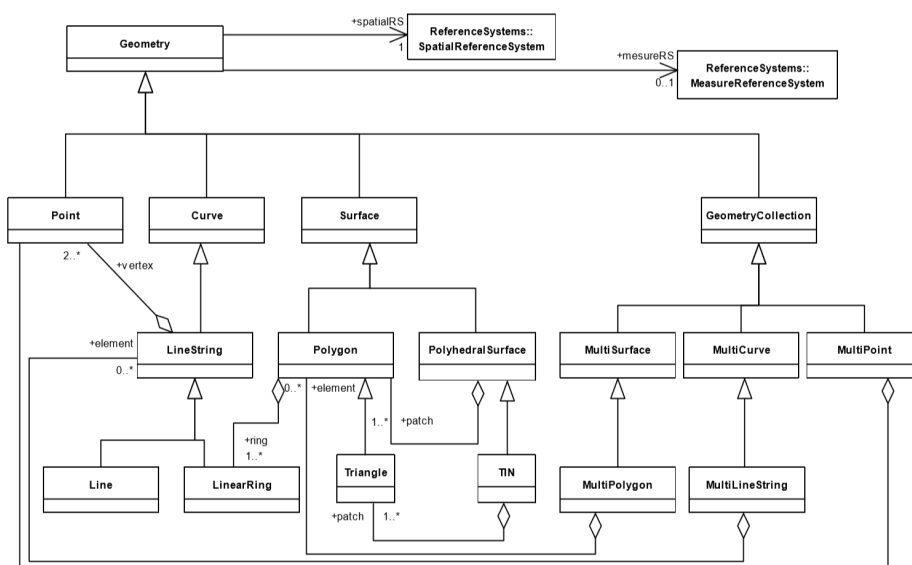 +spatialRS
1
ReferenceSystems::
SpatialReferenceSystem
Geometry
+mesureRS
0..1
ReferenceSystems::
MeasureReferenceSystem
Point
Curve
Surface
GeometryCollection
2..*
+vertex
+element
0..*
LineString
Polygon
PolyhedralSurface
MultiSurface
MultiCurve
MultiPoint
0..*
+element
1..*
+patch
+ring
1..*
Line
LinearRing
Triangle
TIN
MultiPolygon
MultiLineString
+patch
1..*